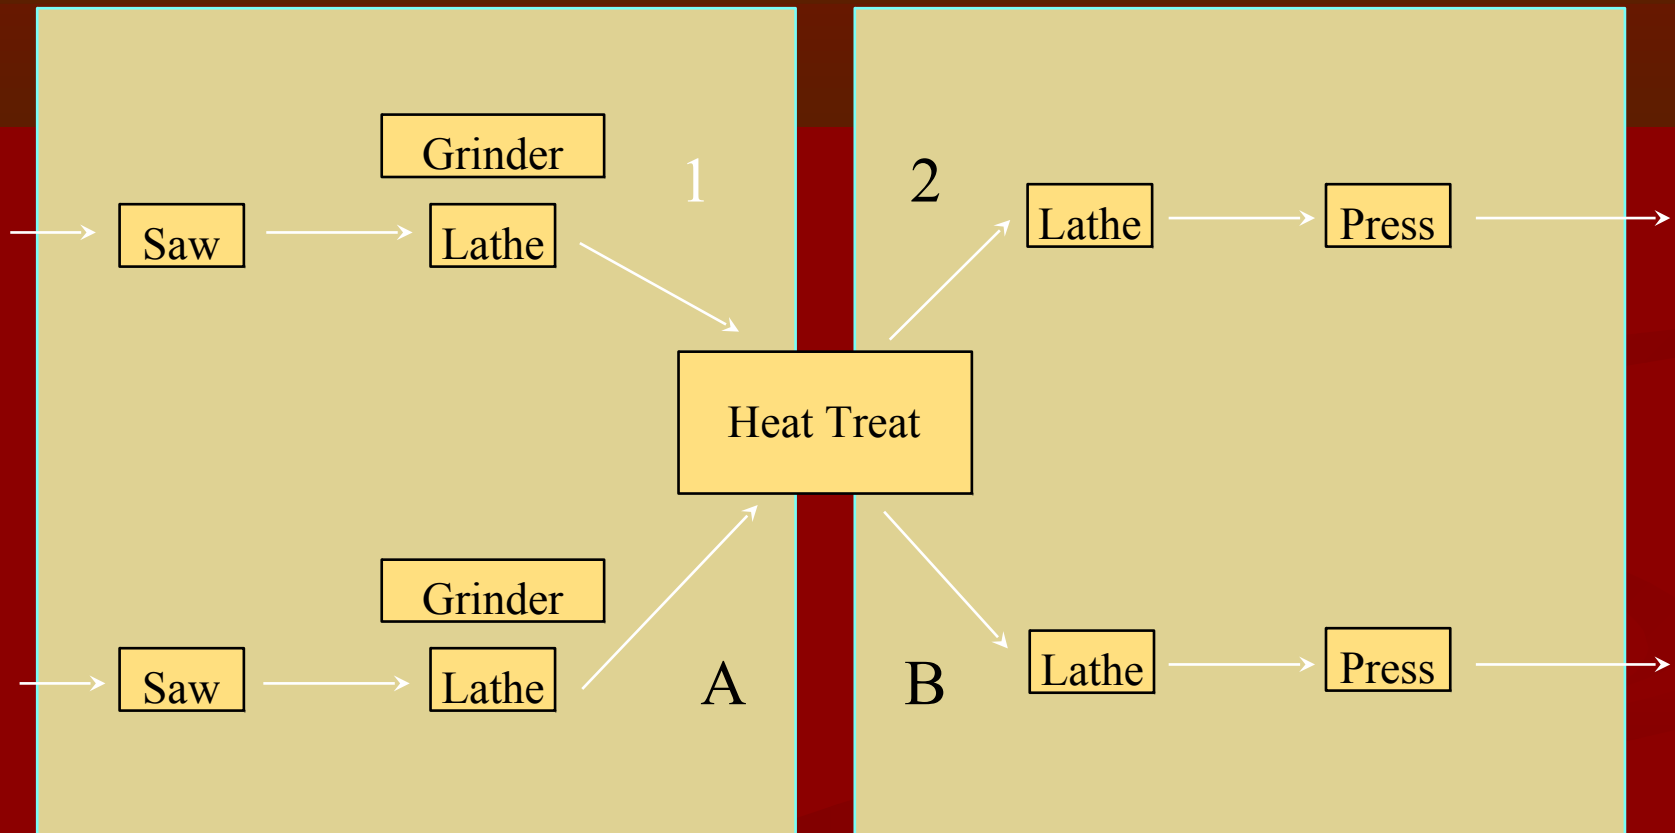 Grinder
1
2
Saw
Lathe
Lathe
Press
Heat Treat
Grinder
Saw
Lathe
A
B
Lathe
Press